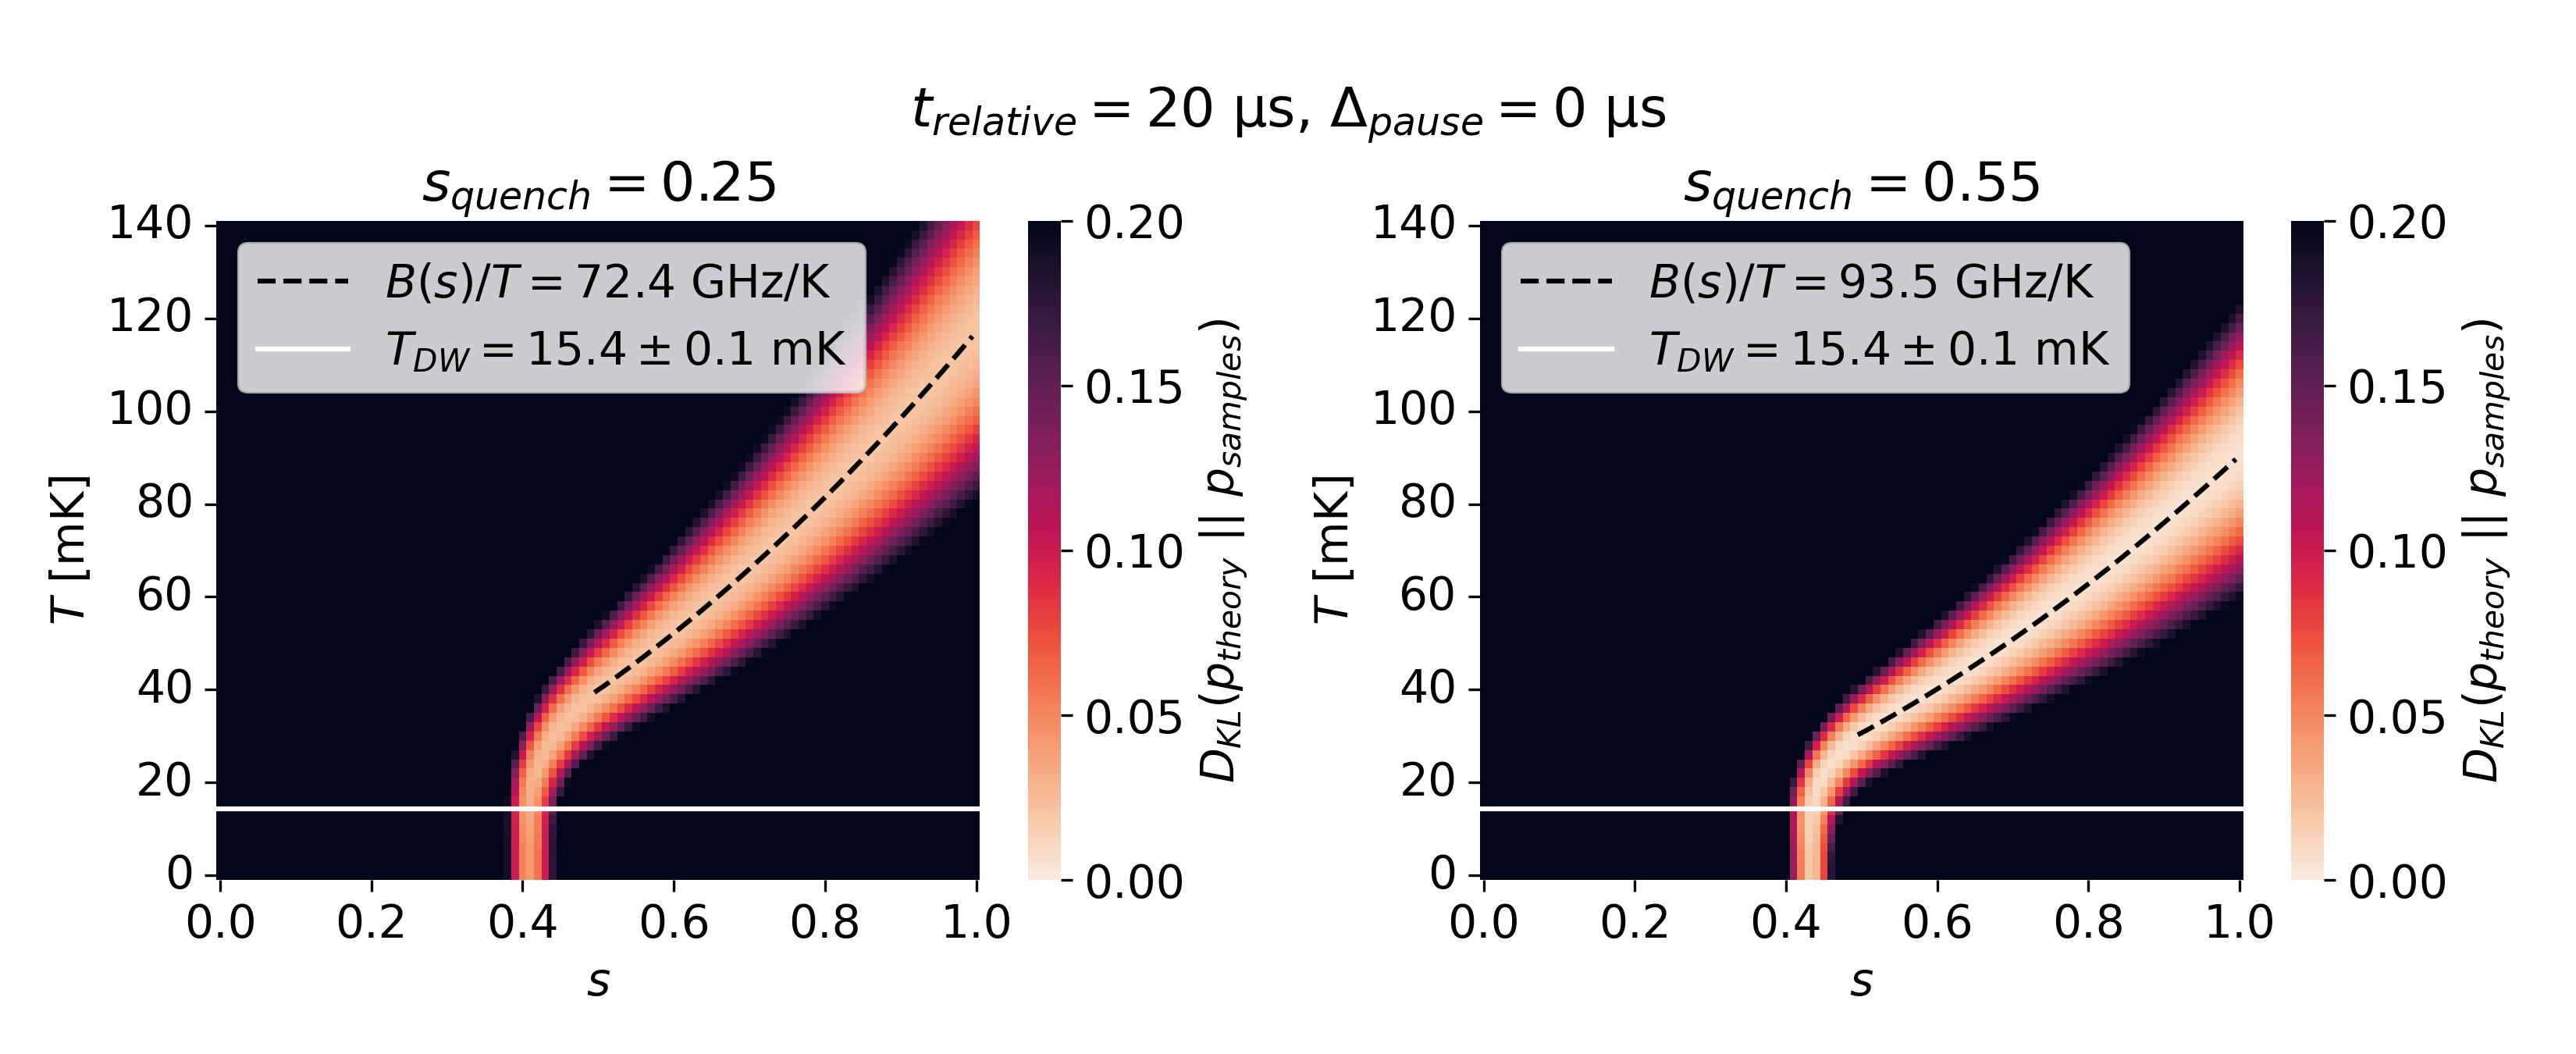 t_relative = 20 µs, Δ_pause = 0 µs
s_quench = 0.25
140
120
100
80
60
40
20
0
T [mK]
B(s)/T = 72.4 GHz/K
T_DW = 15.4 ± 0.1 mK
0.0 0.2 0.4 0.6 0.8 1.0
s
0.20
0.15
0.10
0.05
0.00
D_KL(p_theory || p_samples)
s_quench = 0.55
140
120
100
80
60
40
20
0
T [mK]
B(s)/T = 93.5 GHz/K
T_DW = 15.4 ± 0.1 mK
0.0 0.2 0.4 0.6 0.8 1.0
s
0.20
0.15
0.10
0.05
0.00
D_KL(p_theory || p_samples)